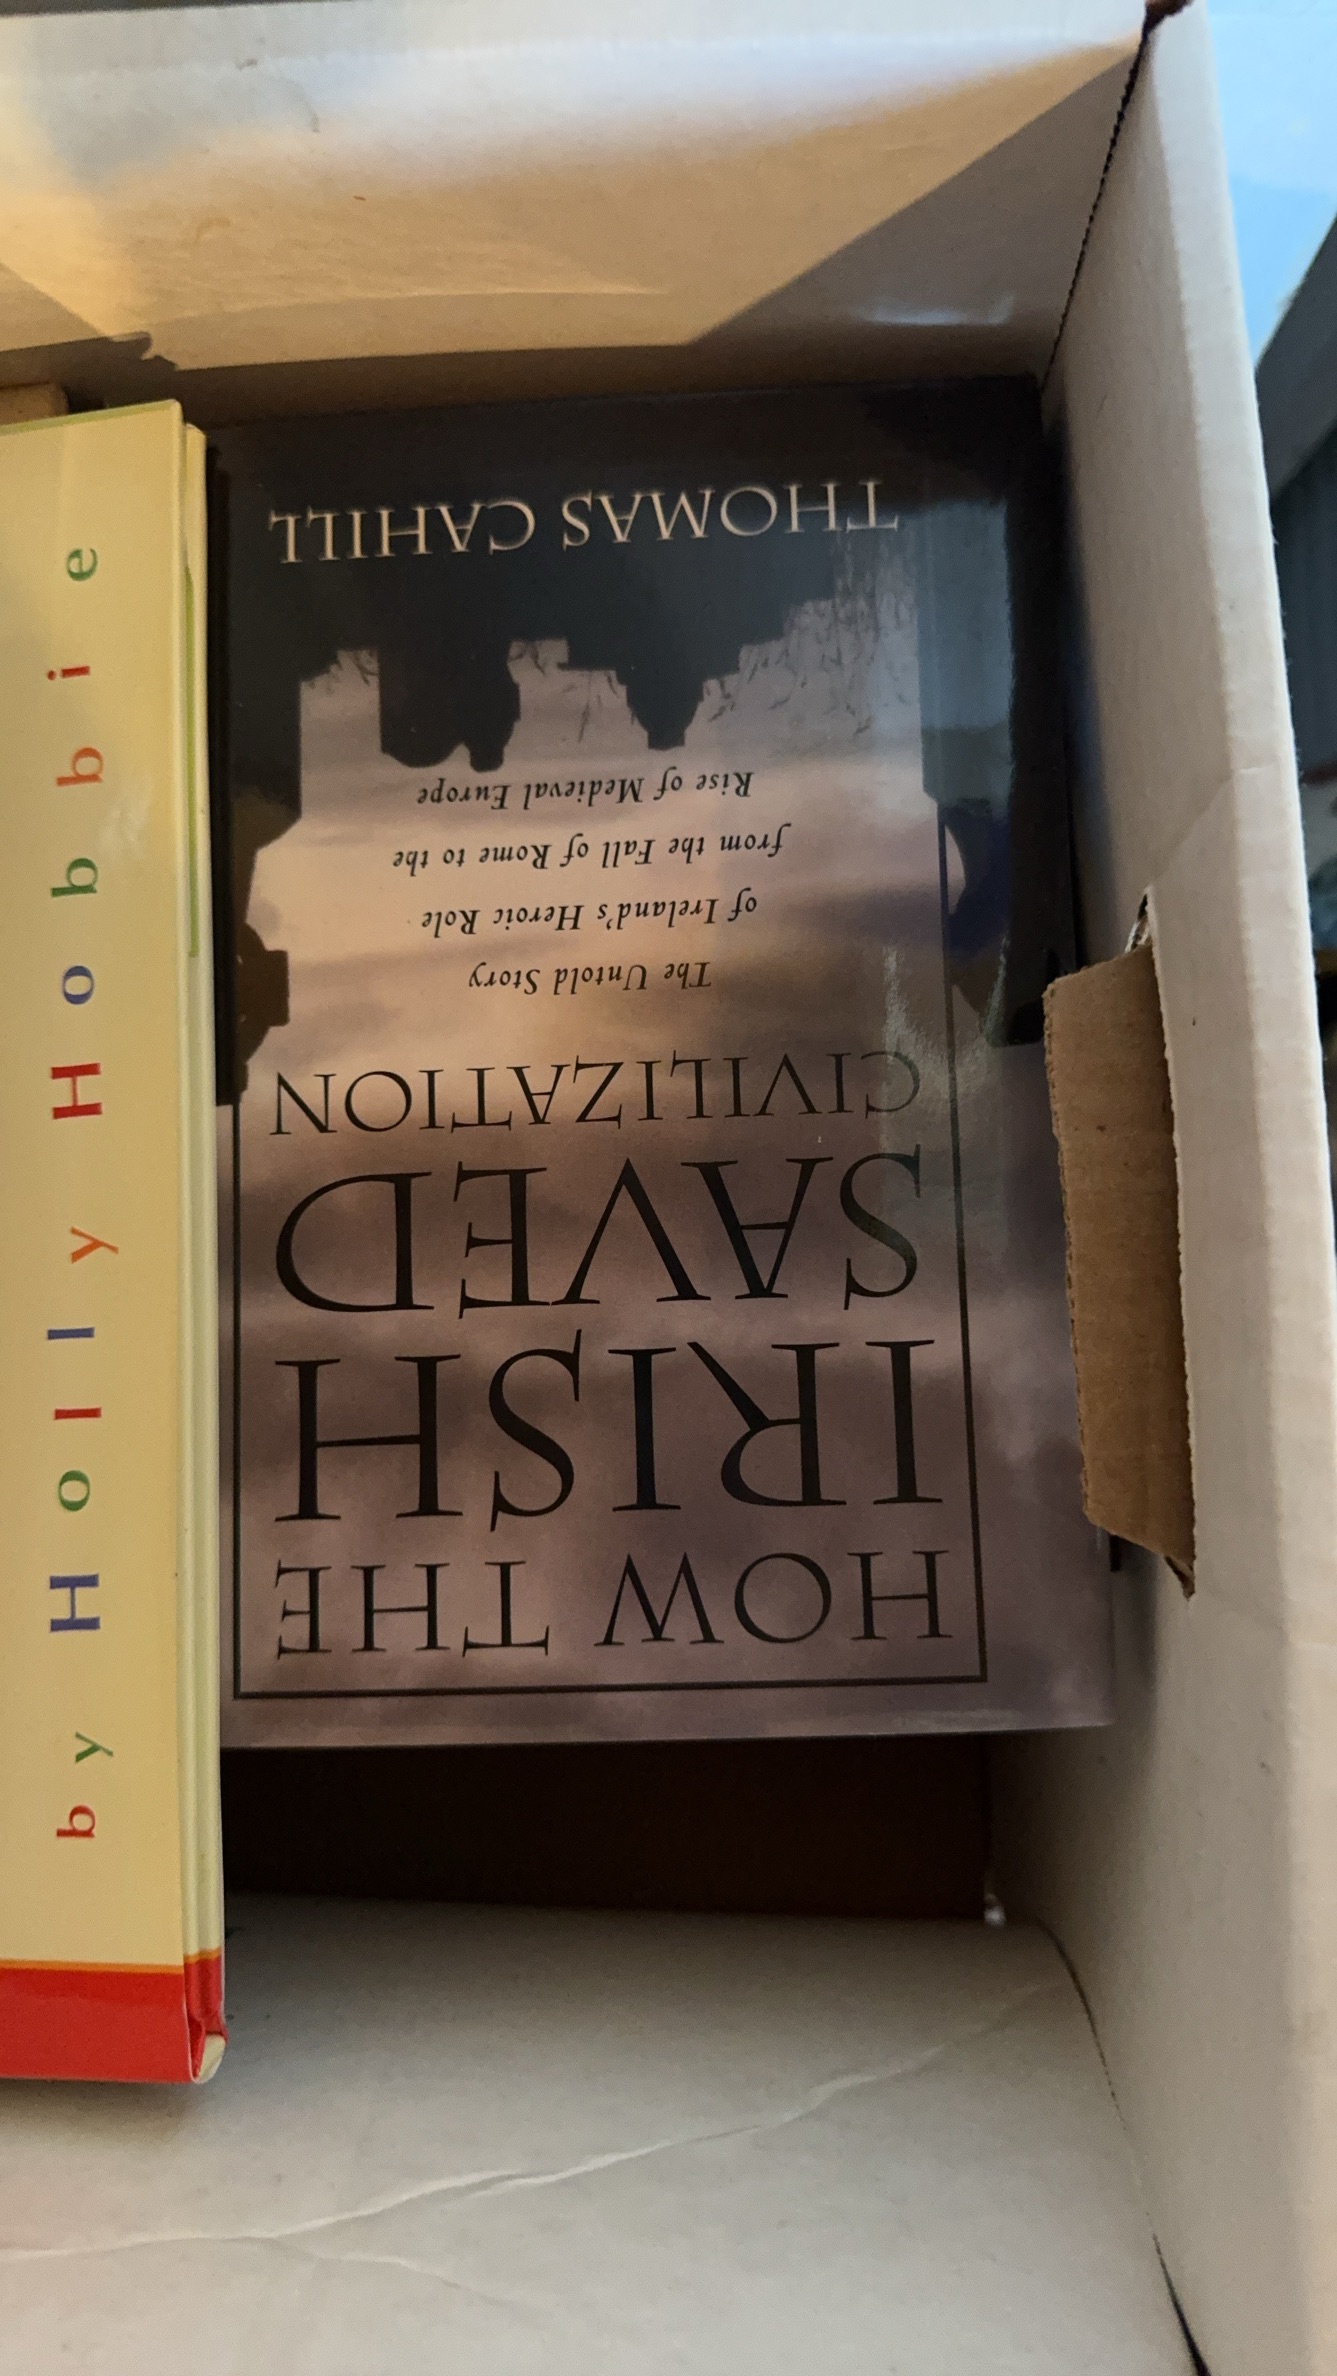 HOW THE
IRISH
SAVED
CIVILIZATION
The Untold Story
of Ireland's Heroic Role
from the Fall of Rome to the
Rise of Medieval Europe
THOMAS CAHILL
by Holly Hobbie